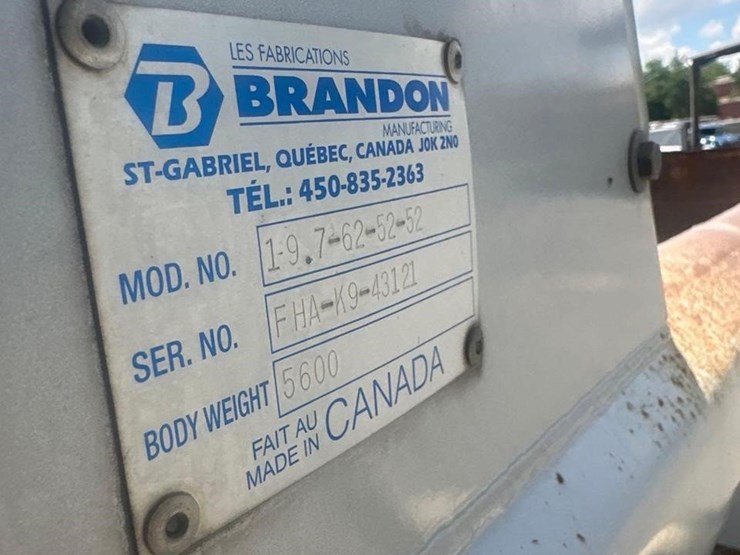 B
LES FABRICATIONS
BRANDON
MANUFACTURING
ST-GABRIEL, QUÉBEC, CANADA J0K 2N0
TÉL.: 450-835-2363
MOD. NO. 1-9.7-62-52-52
SER. NO. FHA-K9-43121
BODY WEIGHT 5600
FAIT AU
MADE IN CANADA